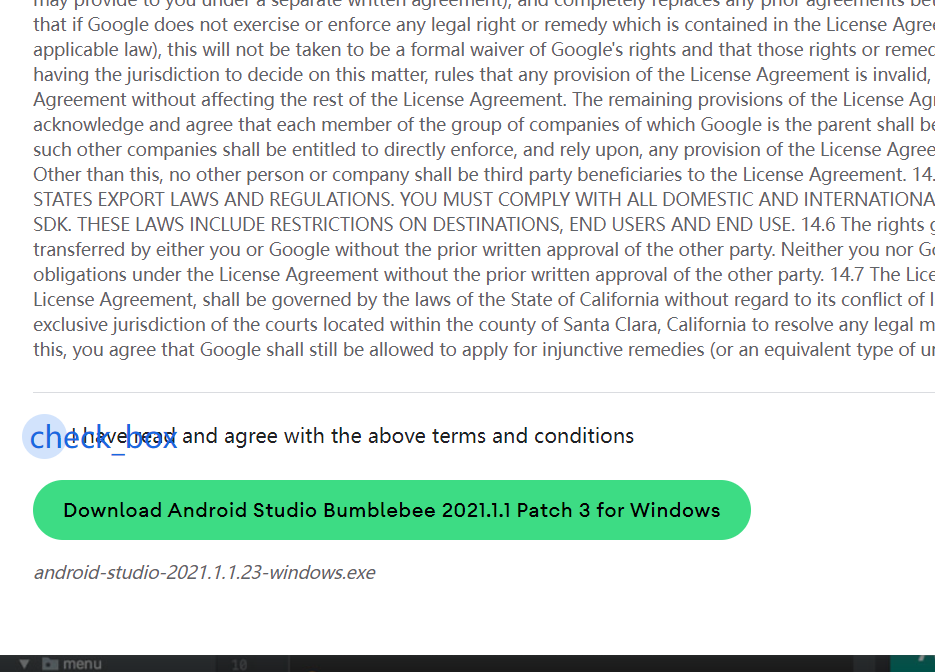 may provide to you under a separate written agreement), and completely replaces any prior agreements
that if Google does not exercise or enforce any legal right or remedy which is contained in the License
applicable law), this will not be taken to be a formal waiver of Google's rights and that those rights or
having the jurisdiction to decide on this matter, rules that any provision of the License Agreement is invalid,
Agreement without affecting the rest of the License Agreement. The remaining provisions of the License
acknowledge and agree that each member of the group of companies of which Google is the parent shall
such other companies shall be entitled to directly enforce, and rely upon, any provision of the License
Other than this, no other person or company shall be third party beneficiaries to the License Agreement. 14.
STATES EXPORT LAWS AND REGULATIONS. YOU MUST COMPLY WITH ALL DOMESTIC AND INTERNATIONA
SDK. THESE LAWS INCLUDE RESTRICTIONS ON DESTINATIONS, END USERS AND END USE. 14.6 The rights
transferred by either you or Google without the prior written approval of the other party. Neither you nor
obligations under the License Agreement without the prior written approval of the other party. 14.7 The
License Agreement, shall be governed by the laws of the State of California without regard to its conflict of
exclusive jurisdiction of the courts located within the county of Santa Clara, California to resolve any legal
this, you agree that Google shall still be allowed to apply for injunctive remedies (or an equivalent type of
check_box I have read and agree with the above terms and conditions
Download Android Studio Bumblebee 2021.1.1 Patch 3 for Windows
android-studio-2021.1.1.23-windows.exe
menu 10